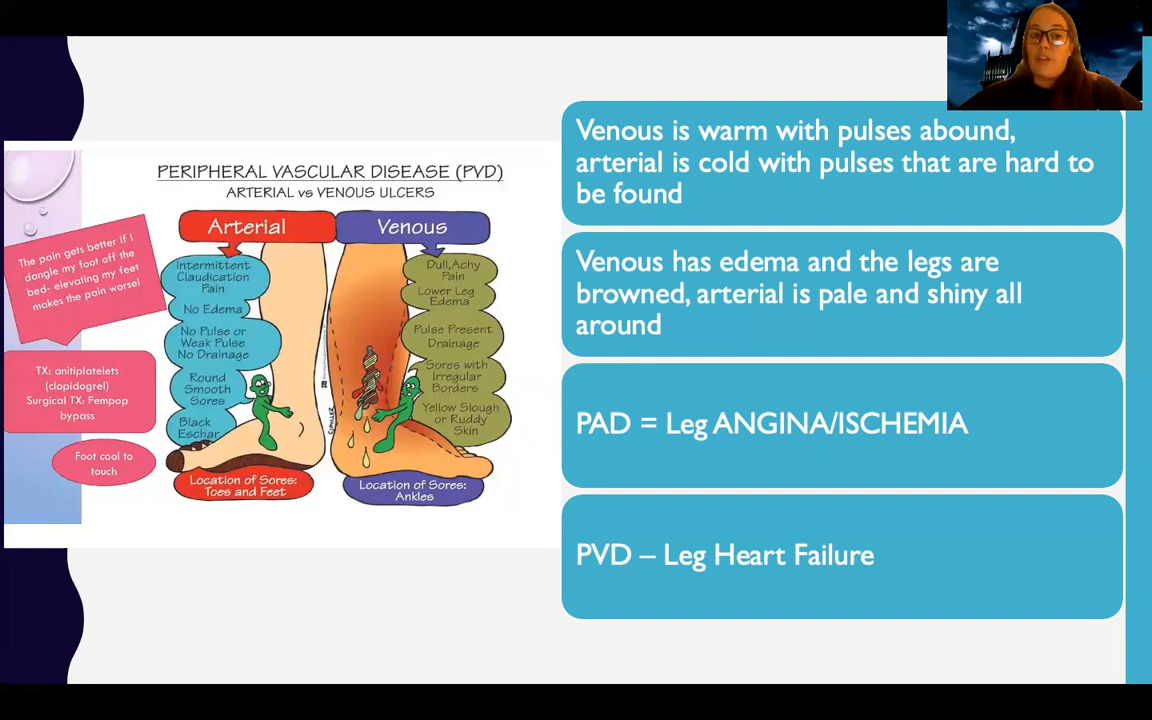 PERIPHERAL VASCULAR DISEASE (PVD)
ARTERIAL vs VENOUS ULCERS
Arterial
Venous
The pain gets better if I
dangle my foot off the
bed- elevating my feet
makes the pain worse!
TX: anitiplatelets
(clopidogrel)
Surgical TX: Fempop
bypass
Foot cool to
touch
Intermittent
Claudication
Pain
No Edema
No Pulse or
Weak Pulse
No Drainage
Round
Smooth
Sores
Black
Eschar
Location of Sores:
Toes and Feet
Dull, Achy
Pain
Lower Leg
Edema
Pulse Present
Drainage
Sores with
Irregular
Borders
Yellow Slough
or Ruddy
Skin
Location of Sores:
Ankles
Venous is warm with pulses abound,
arterial is cold with pulses that are hard to
be found
Venous has edema and the legs are
browned, arterial is pale and shiny all
around
PAD = Leg ANGINA/ISCHEMIA
PVD – Leg Heart Failure